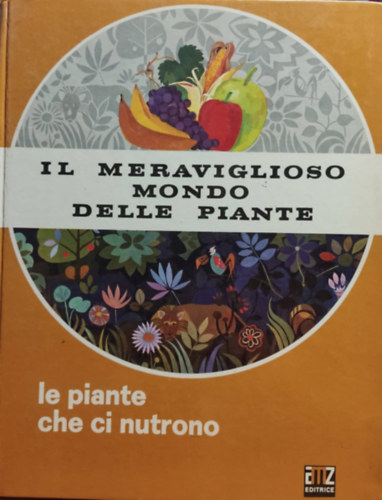 IL MERAVIGLIOSO
MONDO
DELLE PIANTE
le piante
che ci nutrono
amz
EDITRICE